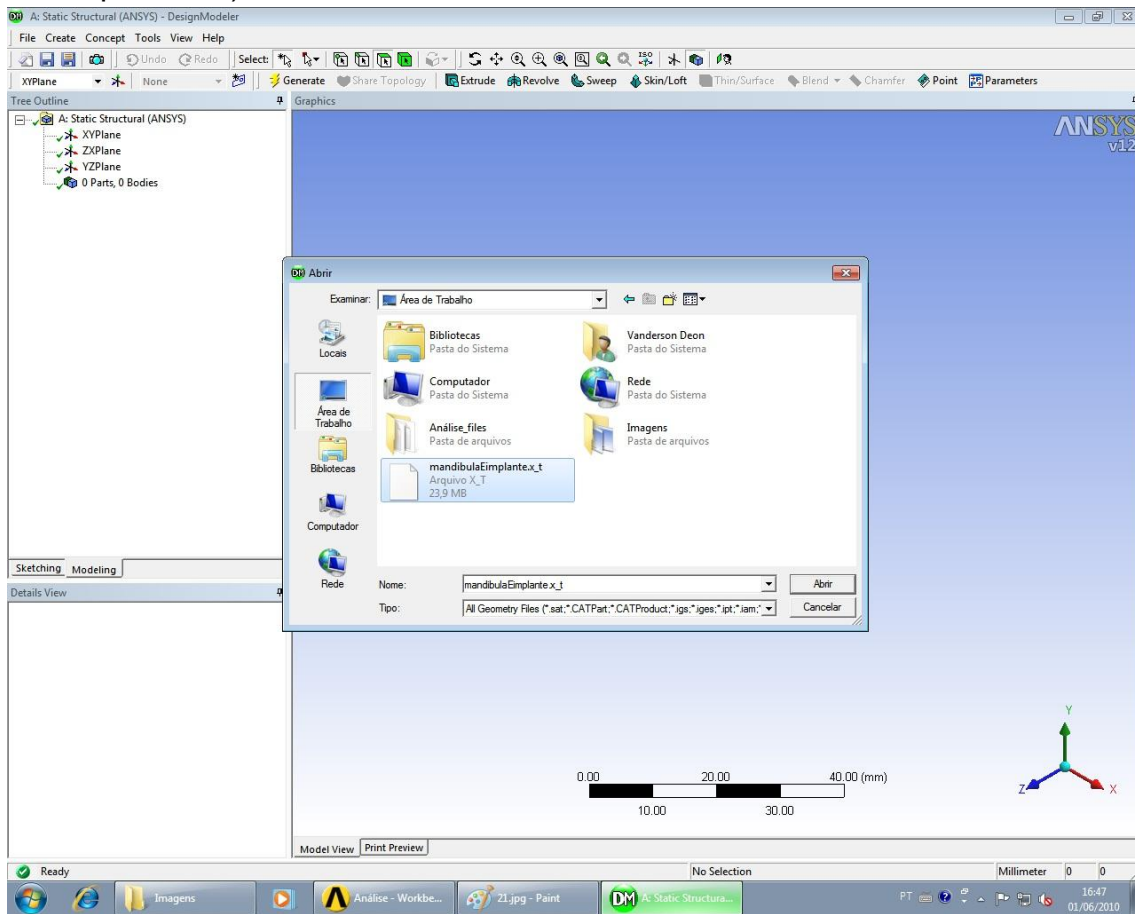 A: Static Structural (ANSYS) - DesignModeler
File Create Concept Tools View Help
Undo Redo Select: ISO
XYPlane None Generate Share Topology Extrude Revolve Sweep Skin/Loft Thin/Surface Blend Chamfer Point Parameters
Tree Outline
Graphics
A: Static Structural (ANSYS)
XYPlane
ZXPlane
YZPlane
0 Parts, 0 Bodies
ANSYS
v12
Abrir
Examinar: Área de Trabalho
Locais
Área de
Trabalho
Bibliotecas
Computador
Rede
Bibliotecas
Pasta do Sistema
Vanderson Deon
Pasta do Sistema
Computador
Pasta do Sistema
Rede
Pasta do Sistema
Análise_files
Pasta de arquivos
Imagens
Pasta de arquivos
mandibulaEimplante.x_t
Arquivo X_T
23,9 MB
Nome: mandibulaEimplante.x_t Abrir
Tipo: All Geometry Files (*.sat;*.CATPart;*.CATProduct;*.igs;*.iges;*.ipt;*.iam;* Cancelar
Sketching Modeling
Details View
0.00 20.00 40.00 (mm)
10.00 30.00
Y
Z X
Model View Print Preview
Ready No Selection Millimeter 0 0
Imagens Análise - Workbe... 21.jpg - Paint DM A: Static Structura... PT 16:47
01/06/2010